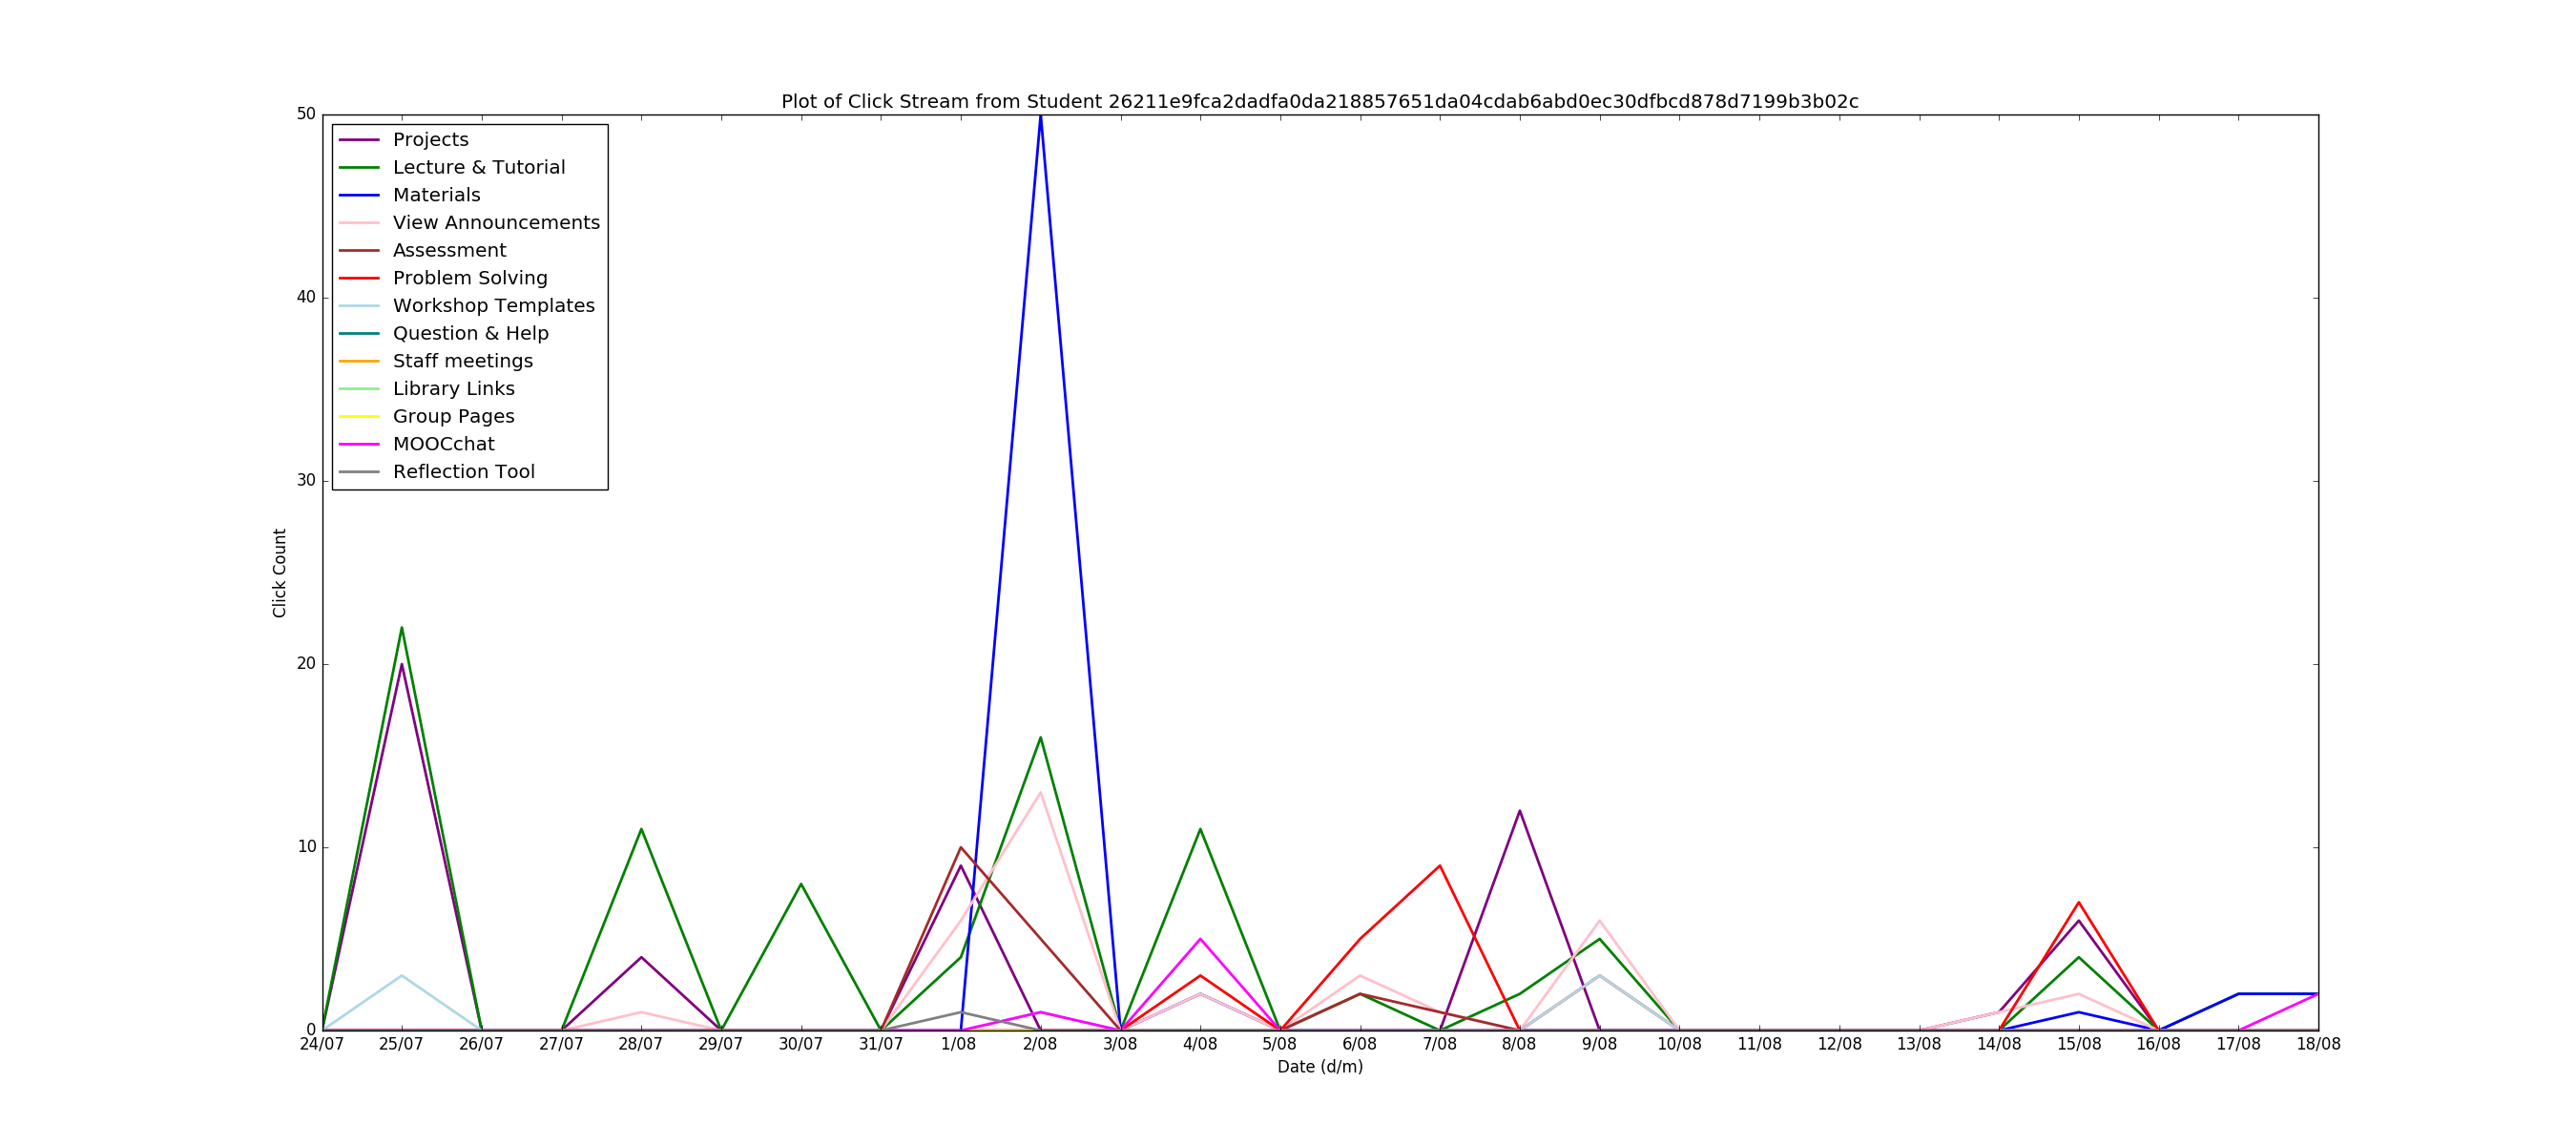 Plot of Click Stream from Student 26211e9fca2dadfa0da218857651da04cdab6abd0ec30dfbcd878d7199b3b02c
50
40
30
20
10
0
Click Count
Projects
Lecture & Tutorial
Materials
View Announcements
Assessment
Problem Solving
Workshop Templates
Question & Help
Staff meetings
Library Links
Group Pages
MOOCchat
Reflection Tool
24/07 25/07 26/07 27/07 28/07 29/07 30/07 31/07 1/08 2/08 3/08 4/08 5/08 6/08 7/08 8/08 9/08 10/08 11/08 12/08 13/08 14/08 15/08 16/08 17/08 18/08
Date (d/m)